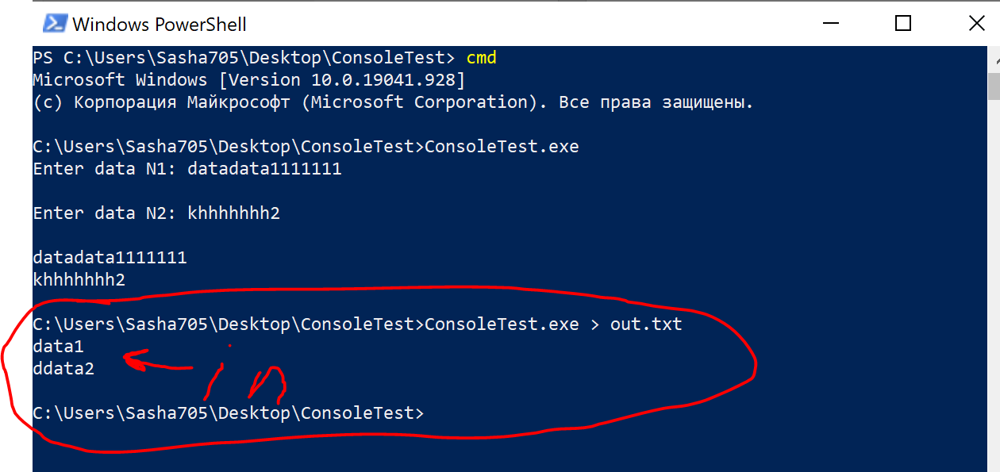 Windows PowerShell
PS C:\Users\Sasha705\Desktop\ConsoleTest> cmd
Microsoft Windows [Version 10.0.19041.928]
(c) Корпорация Майкрософт (Microsoft Corporation). Все права защищены.
C:\Users\Sasha705\Desktop\ConsoleTest>ConsoleTest.exe
Enter data N1: datadata1111111
Enter data N2: khhhhhhh2
datadata1111111
khhhhhhh2
C:\Users\Sasha705\Desktop\ConsoleTest>ConsoleTest.exe > out.txt
data1
ddata2
in
C:\Users\Sasha705\Desktop\ConsoleTest>